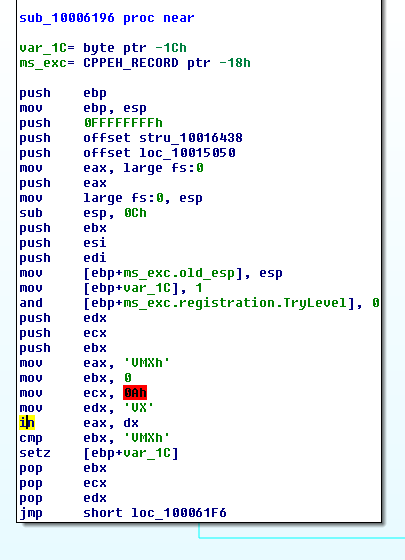 sub_10006196 proc near
var_1C= byte ptr -1Ch
ms_exc= CPPEH_RECORD ptr -18h
push ebp
mov ebp, esp
push 0FFFFFFFFh
push offset stru_10016438
push offset loc_10015050
mov eax, large fs:0
push eax
mov large fs:0, esp
sub esp, 0Ch
push ebx
push esi
push edi
mov [ebp+ms_exc.old_esp], esp
mov [ebp+var_1C], 1
and [ebp+ms_exc.registration.TryLevel], 0
push edx
push ecx
push ebx
mov eax, 'VMXh'
mov ebx, 0
mov ecx, 0Ah
mov edx, 'VX'
in eax, dx
cmp ebx, 'VMXh'
setz [ebp+var_1C]
pop ebx
pop ecx
pop edx
jmp short loc_100061F6